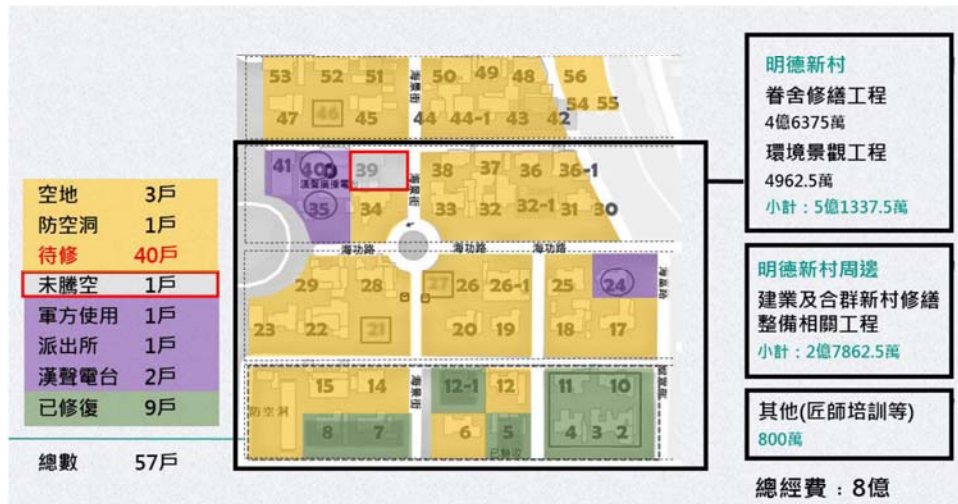 空地 3戶
防空洞 1戶
待修 40戶
未騰空 1戶
軍方使用 1戶
派出所 1戶
漢聲電台 2戶
已修復 9戶
總數 57戶
53 52 51 海景街 50 49 48 56
54 55
47 46 45 44 44-1 43 42
41 40 39 海景街 38 37 36 36-1
漢聲廣播電台
35 34 33 32 32-1 31 30
海功路 海功路 海功路
29 28 27 26 26-1 25 24
23 22 21 20 19 18 17
15 14 海景街 12-1 12 11 10
防空洞
8 7 6 5 4 3 2
明德新村
眷舍修繕工程
4億6375萬
環境景觀工程
4962.5萬
小計：5億1337.5萬
明德新村周邊
建業及合群新村修繕
整備相關工程
小計：2億7862.5萬
其他(匠師培訓等)
800萬
總經費：8億